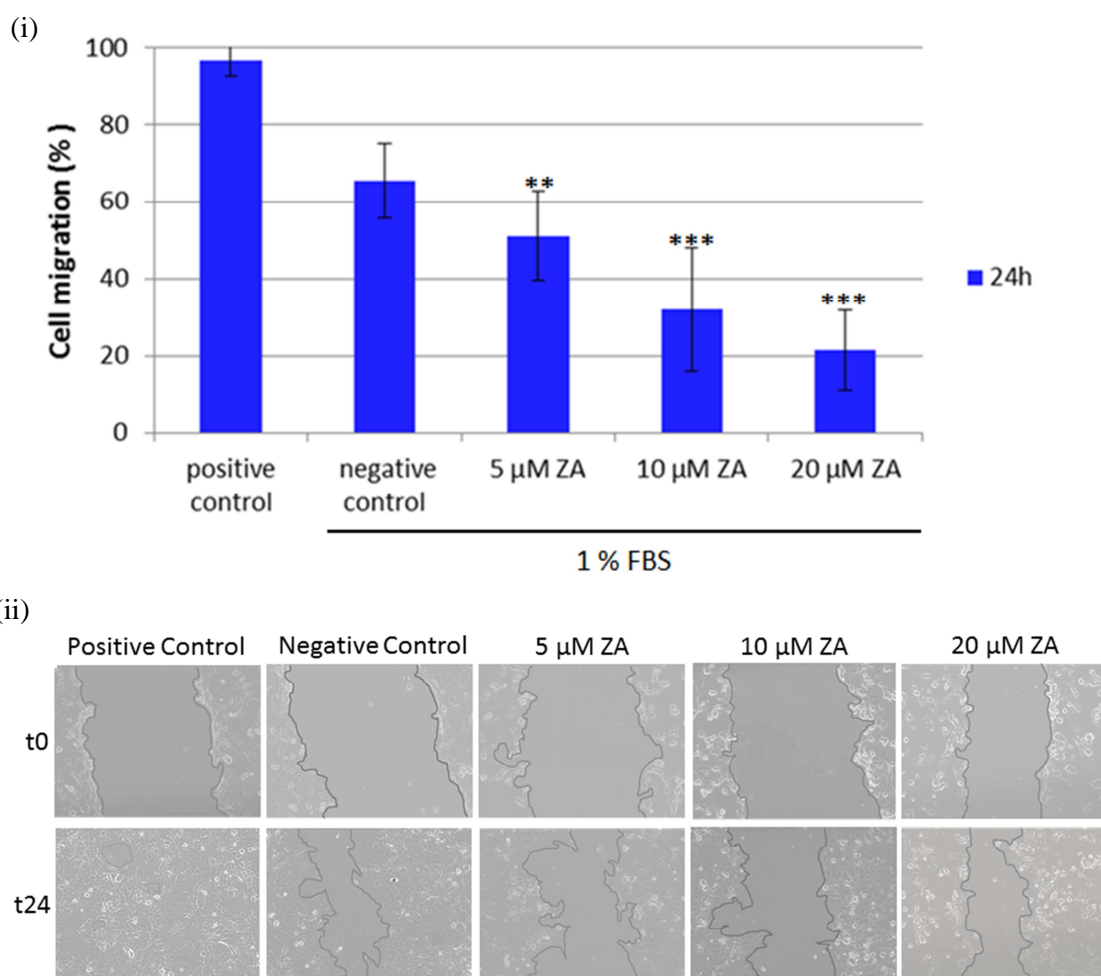 (i)
100
80
60
40
20
0
Cell migration (%)
**
***
***
24h
positive control
negative control
5 µM ZA
10 µM ZA
20 µM ZA
1 % FBS
(ii)
Positive Control
Negative Control
5 µM ZA
10 µM ZA
20 µM ZA
t0
t24